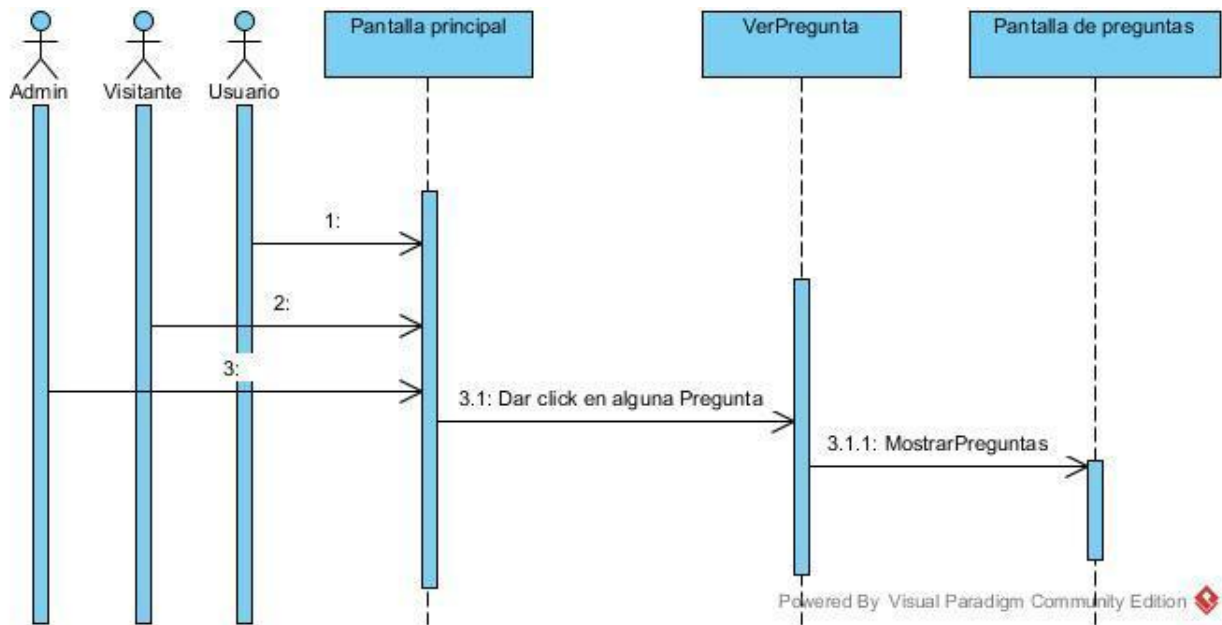 Pantalla principal
VerPregunta
Pantalla de preguntas
Admin
Visitante
Usuario
1:
2:
3:
3.1: Dar click en alguna Pregunta
3.1.1: MostrarPreguntas
Powered By Visual Paradigm Community Edition